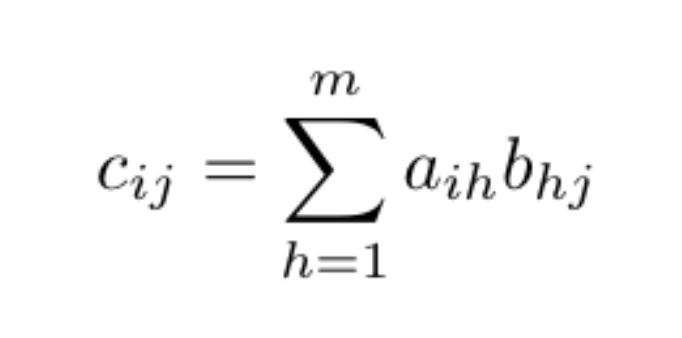 c_{ij} = \sum_{h=1}^{m} a_{ih} b_{hj}